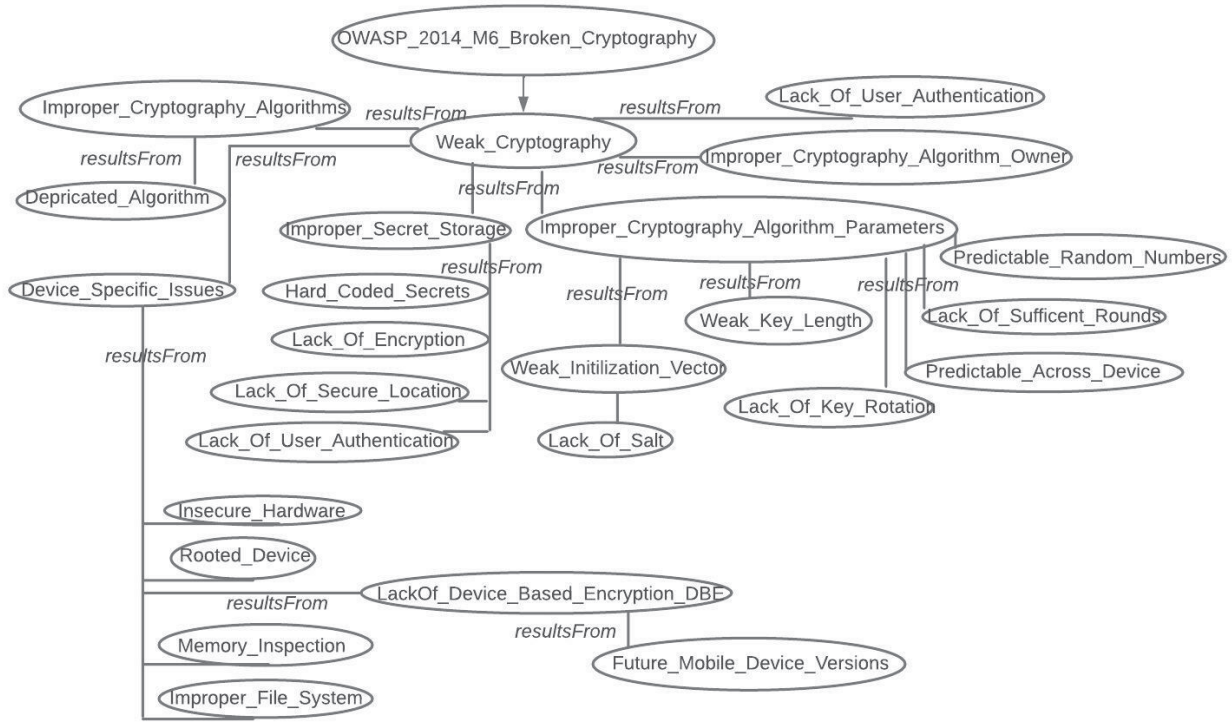 OWASP_2014_M6_Broken_Cryptography
Improper_Cryptography_Algorithms
resultsFrom
resultsFrom
Lack_Of_User_Authentication
Weak_Cryptography
resultsFrom
resultsFrom
resultsFrom
Improper_Cryptography_Algorithm_Owner
Depricated_Algorithm
resultsFrom
Improper_Secret_Storage
Improper_Cryptography_Algorithm_Parameters
Predictable_Random_Numbers
resultsFrom
resultsFrom
resultsFrom
resultsFrom
Device_Specific_Issues
Hard_Coded_Secrets
Weak_Key_Length
Lack_Of_Sufficent_Rounds
Lack_Of_Encryption
resultsFrom
Weak_Initilization_Vector
Predictable_Across_Device
Lack_Of_Secure_Location
Lack_Of_Key_Rotation
Lack_Of_User_Authentication
Lack_Of_Salt
Insecure_Hardware
Rooted_Device
LackOf_Device_Based_Encryption_DBE
resultsFrom
resultsFrom
Memory_Inspection
Future_Mobile_Device_Versions
Improper_File_System